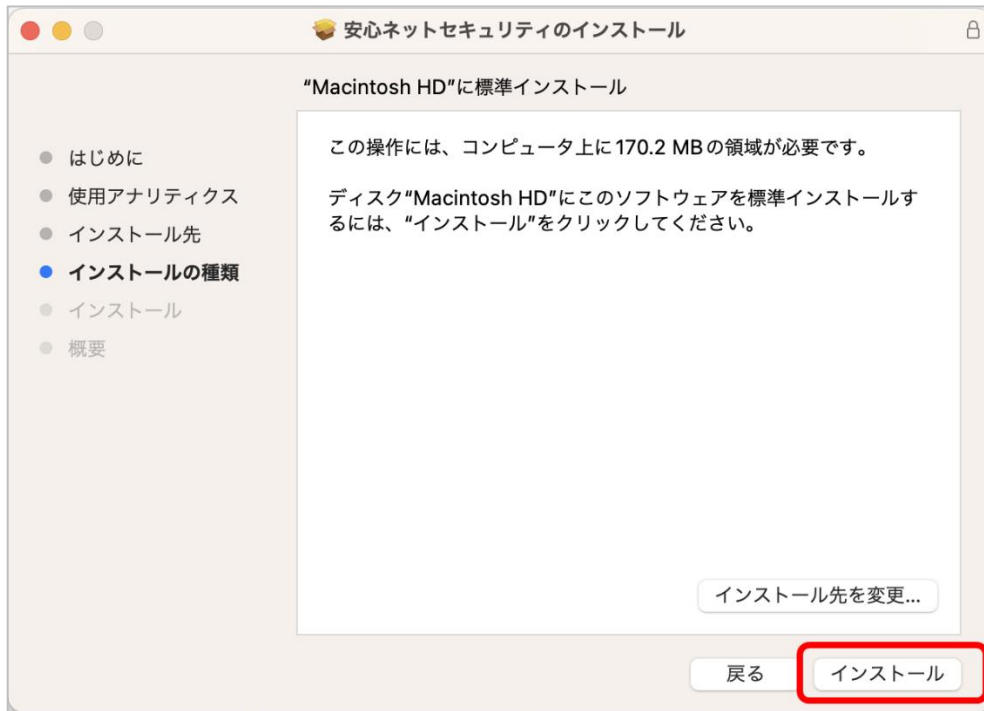 安心ネットセキュリティのインストール
“Macintosh HD”に標準インストール
はじめに
使用アナリティクス
インストール先
インストールの種類
インストール
概要
この操作には、コンピュータ上に170.2 MBの領域が必要です。
ディスク“Macintosh HD”にこのソフトウェアを標準インストールす
るには、“インストール”をクリックしてください。
インストール先を変更...
戻る
インストール